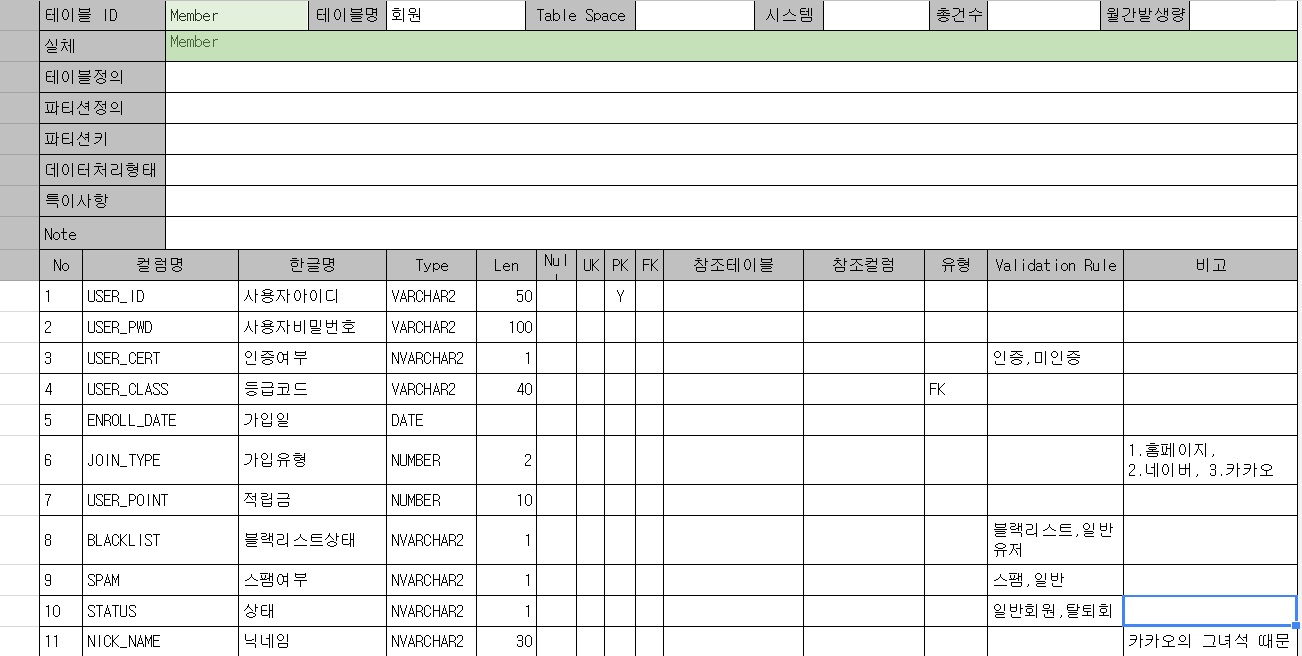 테이블 ID Member 테이블명 회원 Table Space 시스템 총건수 월간발생량
실체 Member
테이블정의
파티션정의
파티션키
데이터처리형태
특이사항
Note
No 컬럼명 한글명 Type Len Nul UK PK FK 참조테이블 참조컬럼 유형 Validation Rule 비고
1 USER_ID 사용자아이디 VARCHAR2 50 Y
2 USER_PWD 사용자비밀번호 VARCHAR2 100
3 USER_CERT 인증여부 NVARCHAR2 1 인증,미인증
4 USER_CLASS 등급코드 VARCHAR2 40 FK
5 ENROLL_DATE 가입일 DATE
6 JOIN_TYPE 가입유형 NUMBER 2 1.홈페이지,
2.네이버, 3.카카오
7 USER_POINT 적립금 NUMBER 10
8 BLACKLIST 블랙리스트상태 NVARCHAR2 1 블랙리스트,일반
유저
9 SPAM 스팸여부 NVARCHAR2 1 스팸,일반
10 STATUS 상태 NVARCHAR2 1 일반회원,탈퇴회
11 NICK_NAME 닉네임 NVARCHAR2 30 카카오의 그녀석 때문